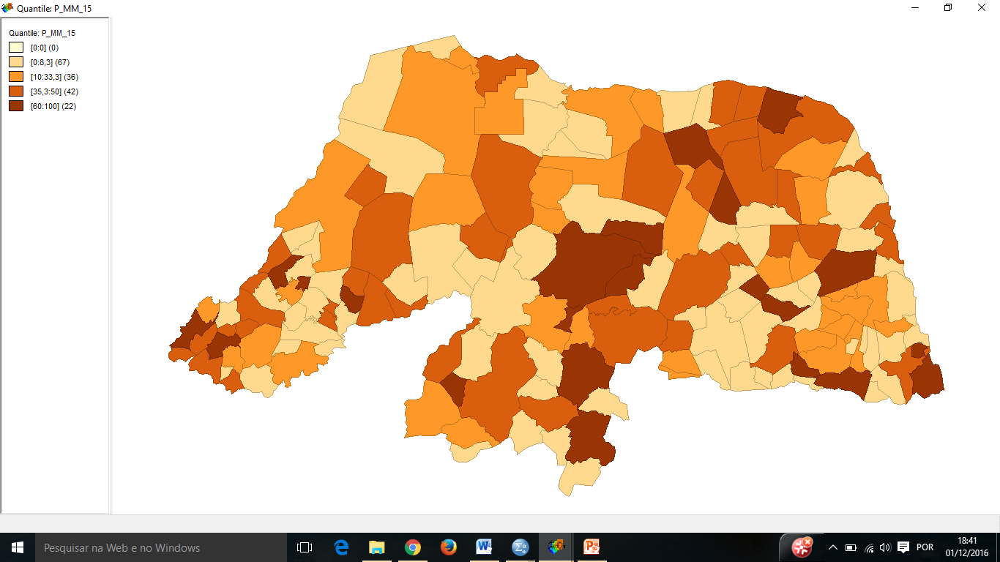 Quantile: P_MM_15
Quantile: P_MM_15
[0:0] (0)
[0:8,3] (67)
[10:33,3] (36)
[35,3:50] (42)
[60:100] (22)
Pesquisar na Web e no Windows
POR
18:41
01/12/2016